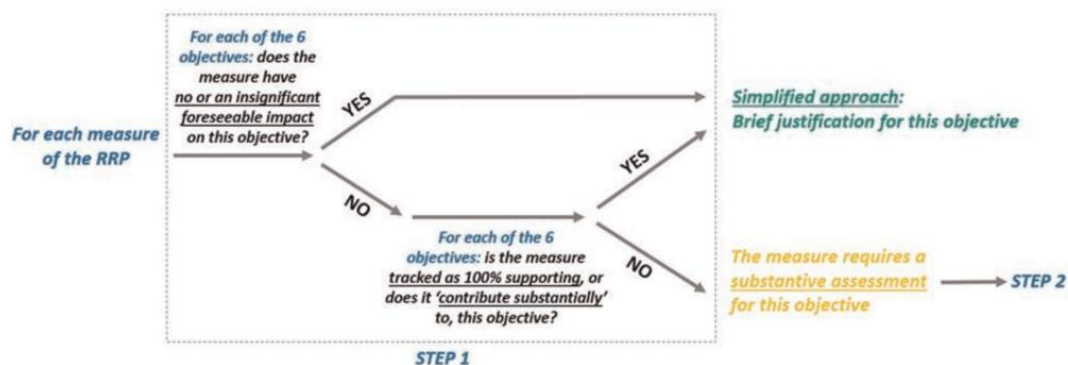 For each measure
of the RRP
For each of the 6
objectives: does the
measure have
no or an insignificant
foreseeable impact
on this objective?
YES
NO
For each of the 6
objectives: is the measure
tracked as 100% supporting, or
does it ‘contribute substantially’
to, this objective?
YES
NO
Simplified approach:
Brief justification for this objective
The measure requires a
substantive assessment
for this objective
STEP 2
STEP 1